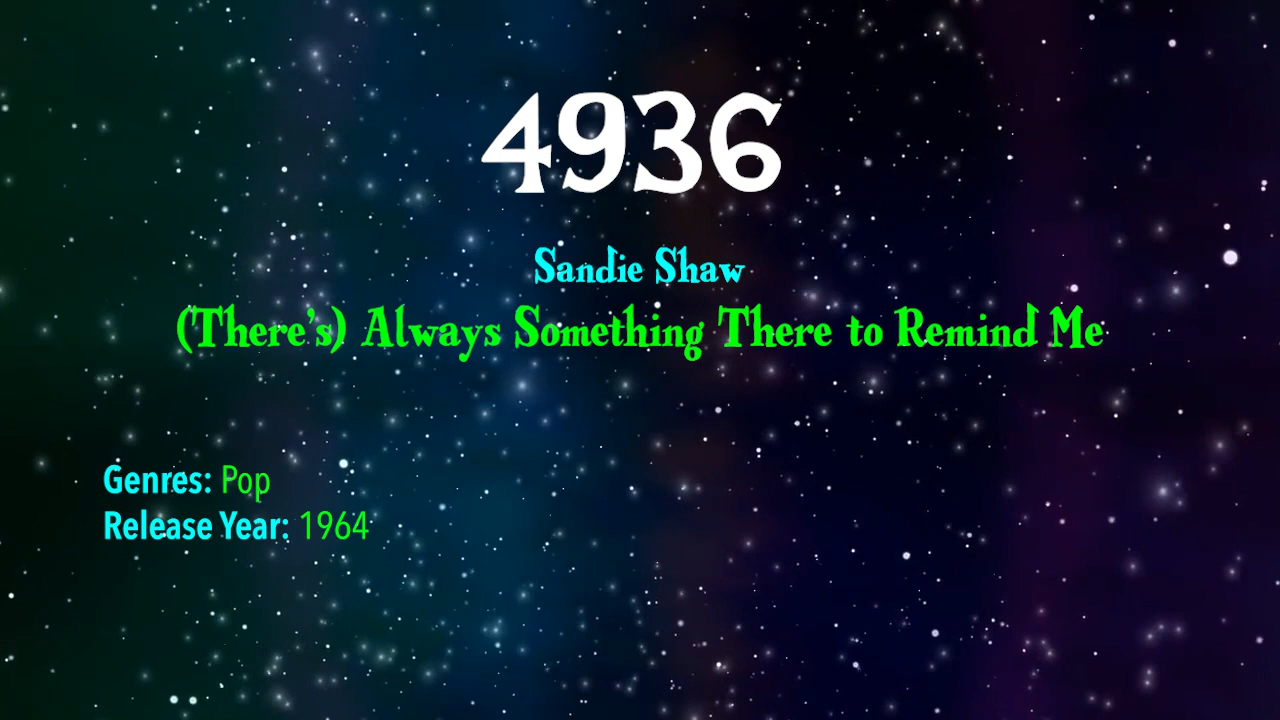 4936
Sandie Shaw
(There's) Always Something There to Remind Me
Genres: Pop
Release Year: 1964